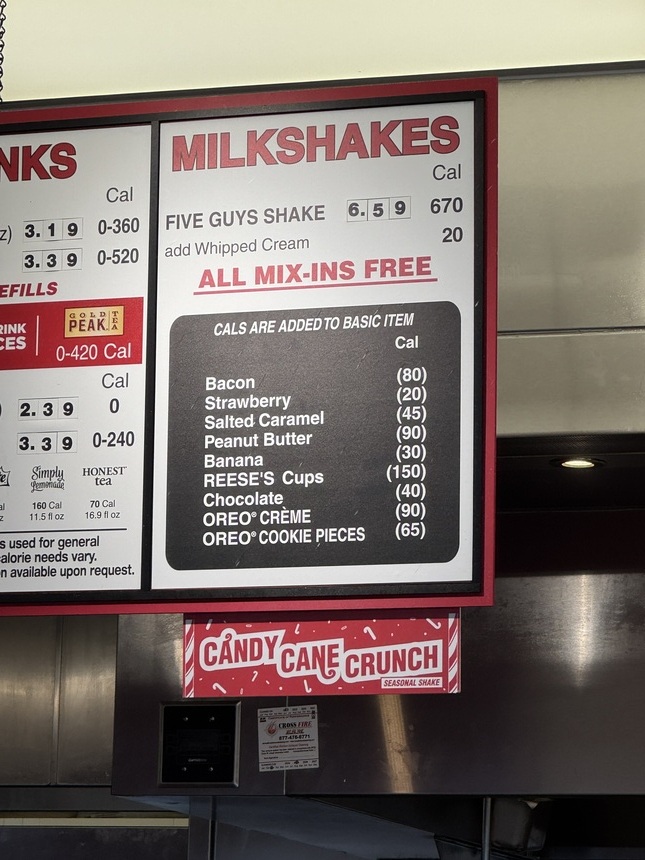 NKS
Cal
z) 3.19 0-360
3.39 0-520
EFILLS
RINK
CES
GOLD PEAK TEA
0-420 Cal
Cal
) 2.39 0
3.39 0-240
Simply
Lemonade
HONEST
tea
al
160 Cal
11.5 fl oz
70 Cal
16.9 fl oz
s used for general
alorie needs vary.
n available upon request.
MILKSHAKES
Cal
FIVE GUYS SHAKE 6.59 670
add Whipped Cream 20
ALL MIX-INS FREE
CALS ARE ADDED TO BASIC ITEM
Cal
Bacon (80)
Strawberry (20)
Salted Caramel (45)
Peanut Butter (90)
Banana (30)
REESE'S Cups (150)
Chocolate (40)
OREO® CRÈME (90)
OREO® COOKIE PIECES (65)
CANDY CANE CRUNCH
SEASONAL SHAKE
CROSS FIRE
877-478-6771